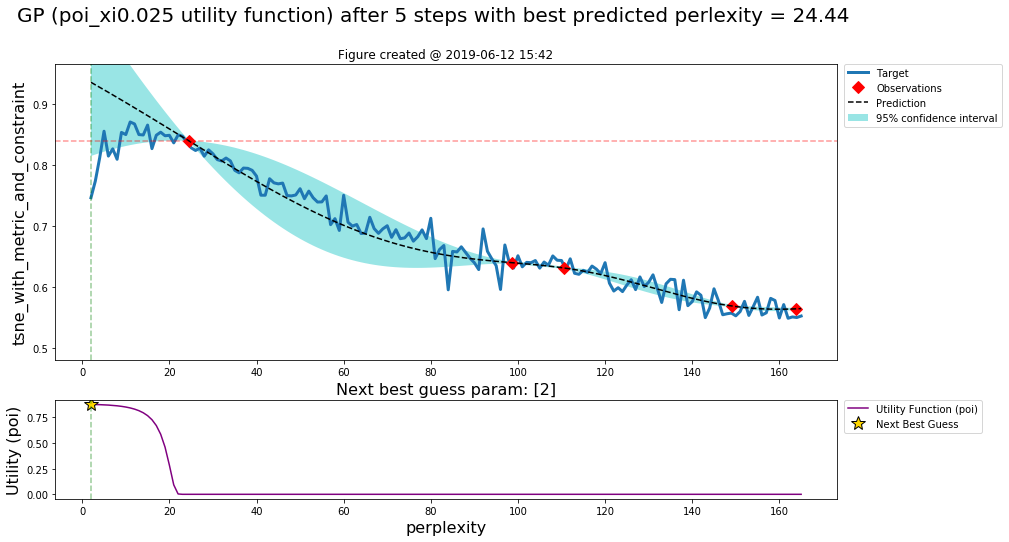 GP (poi_xi0.025 utility function) after 5 steps with best predicted perlexity = 24.44
Figure created @ 2019-06-12 15:42
tsne_with_metric_and_constraint
0.9
0.8
0.7
0.6
0.5
0 20 40 60 80 100 120 140 160
Target
Observations
Prediction
95% confidence interval
Next best guess param: [2]
Utility (poi)
0.75
0.50
0.25
0.00
0 20 40 60 80 100 120 140 160
perplexity
Utility Function (poi)
Next Best Guess